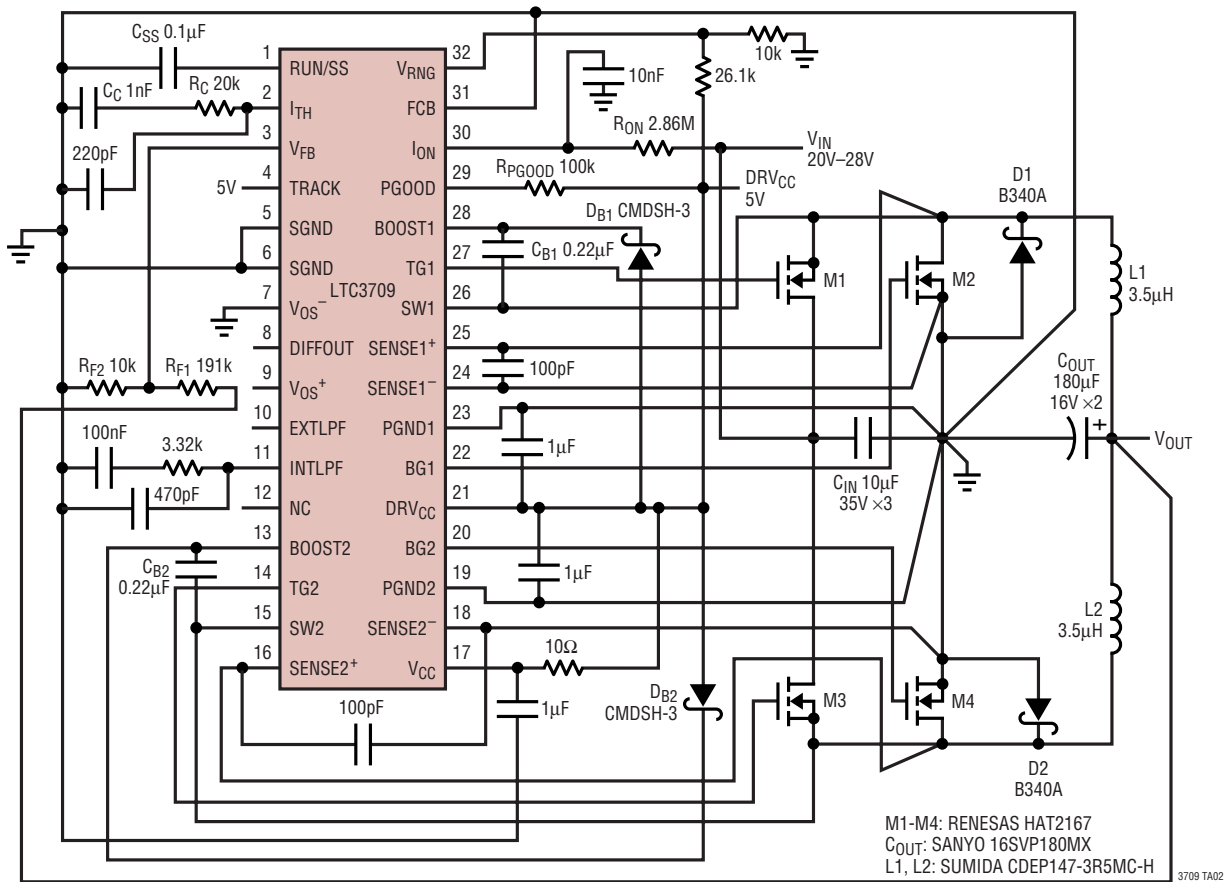 CSS 0.1µF
1
RUN/SS
CC 1nF
RC 20k
2
ITH
3
VFB
220pF
5V
4
TRACK
5
SGND
6
SGND
LTC3709
7
VOS–
8
DIFFOUT
RF2 10k
RF1 191k
9
VOS+
10
EXTLPF
100nF
3.32k
11
INTLPF
470pF
12
NC
13
BOOST2
CB2
0.22µF
14
TG2
15
SW2
16
SENSE2+
100pF
32
VRNG
31
FCB
30
ION
29
PGOOD
28
BOOST1
27
TG1
26
SW1
25
SENSE1+
24
SENSE1–
23
PGND1
22
BG1
21
DRVCC
20
BG2
19
PGND2
18
SENSE2–
17
VCC
10k
26.1k
10nF
RON 2.86M
VIN
20V–28V
RPGOOD 100k
DRVCC
5V
DB1 CMDSH-3
CB1 0.22µF
100pF
1µF
1µF
10Ω
1µF
DB2
CMDSH-3
M1
M2
D1
B340A
L1
3.5µH
COUT
180µF
16V ×2
+
VOUT
CIN 10µF
35V ×3
L2
3.5µH
M3
M4
D2
B340A
M1-M4: RENESAS HAT2167
COUT: SANYO 16SVP180MX
L1, L2: SUMIDA CDEP147-3R5MC-H
3709 TA02